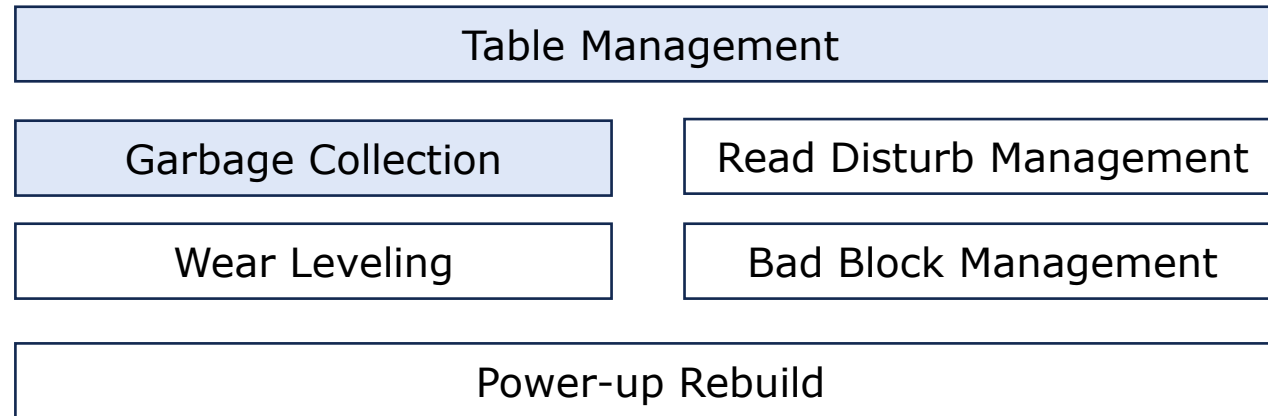 Table Management
Garbage Collection
Read Disturb Management
Wear Leveling
Bad Block Management
Power-up Rebuild